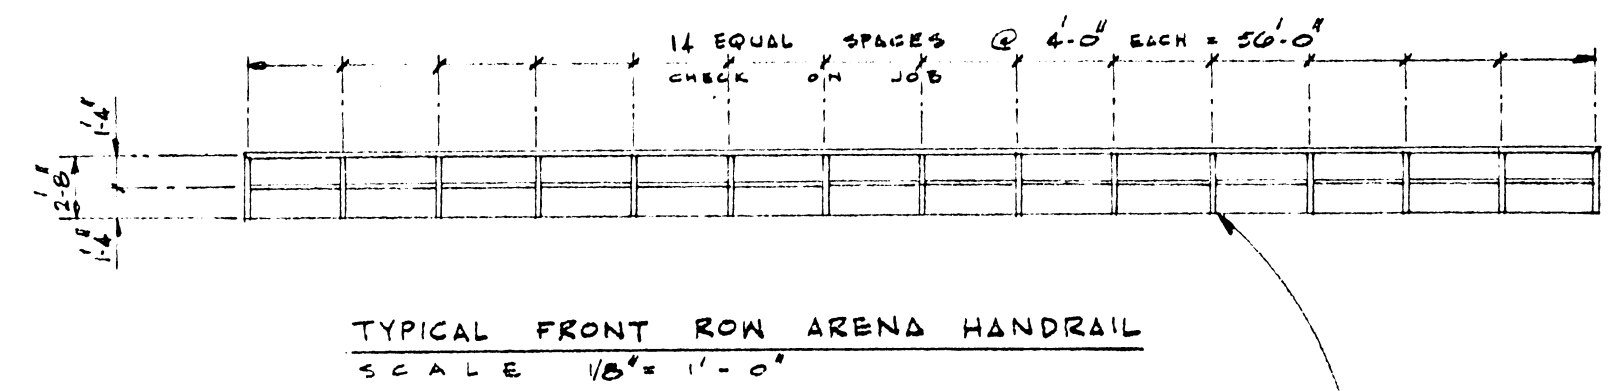 14 EQUAL SPACES @ 4'-0" EACH = 56'-0"
CHECK ON JOB
1'-4"
2'-8"
1'-4"
TYPICAL FRONT ROW ARENA HANDRAIL
SCALE 1/8" = 1'-0"